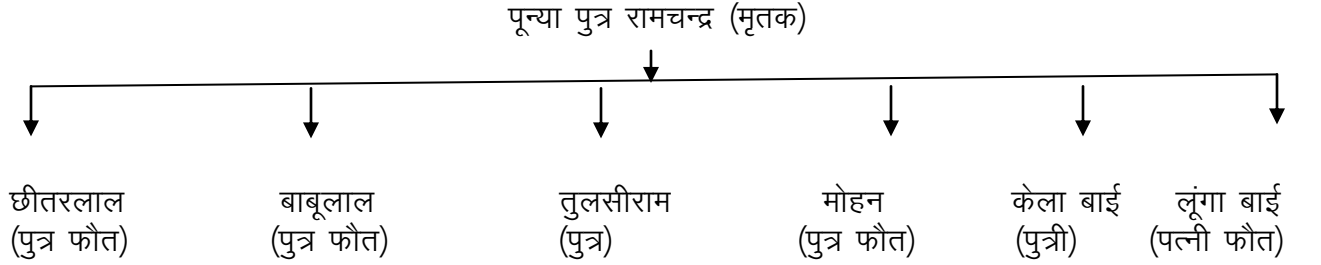 पून्या पुत्र रामचन्द्र (मृतक)
छीतरलाल बाबूलाल तुलसीराम मोहन केला बाई लूंगा बाई
(पुत्र फौत) (पुत्र फौत) (पुत्र) (पुत्र फौत) (पुत्री) (पत्नी फौत)